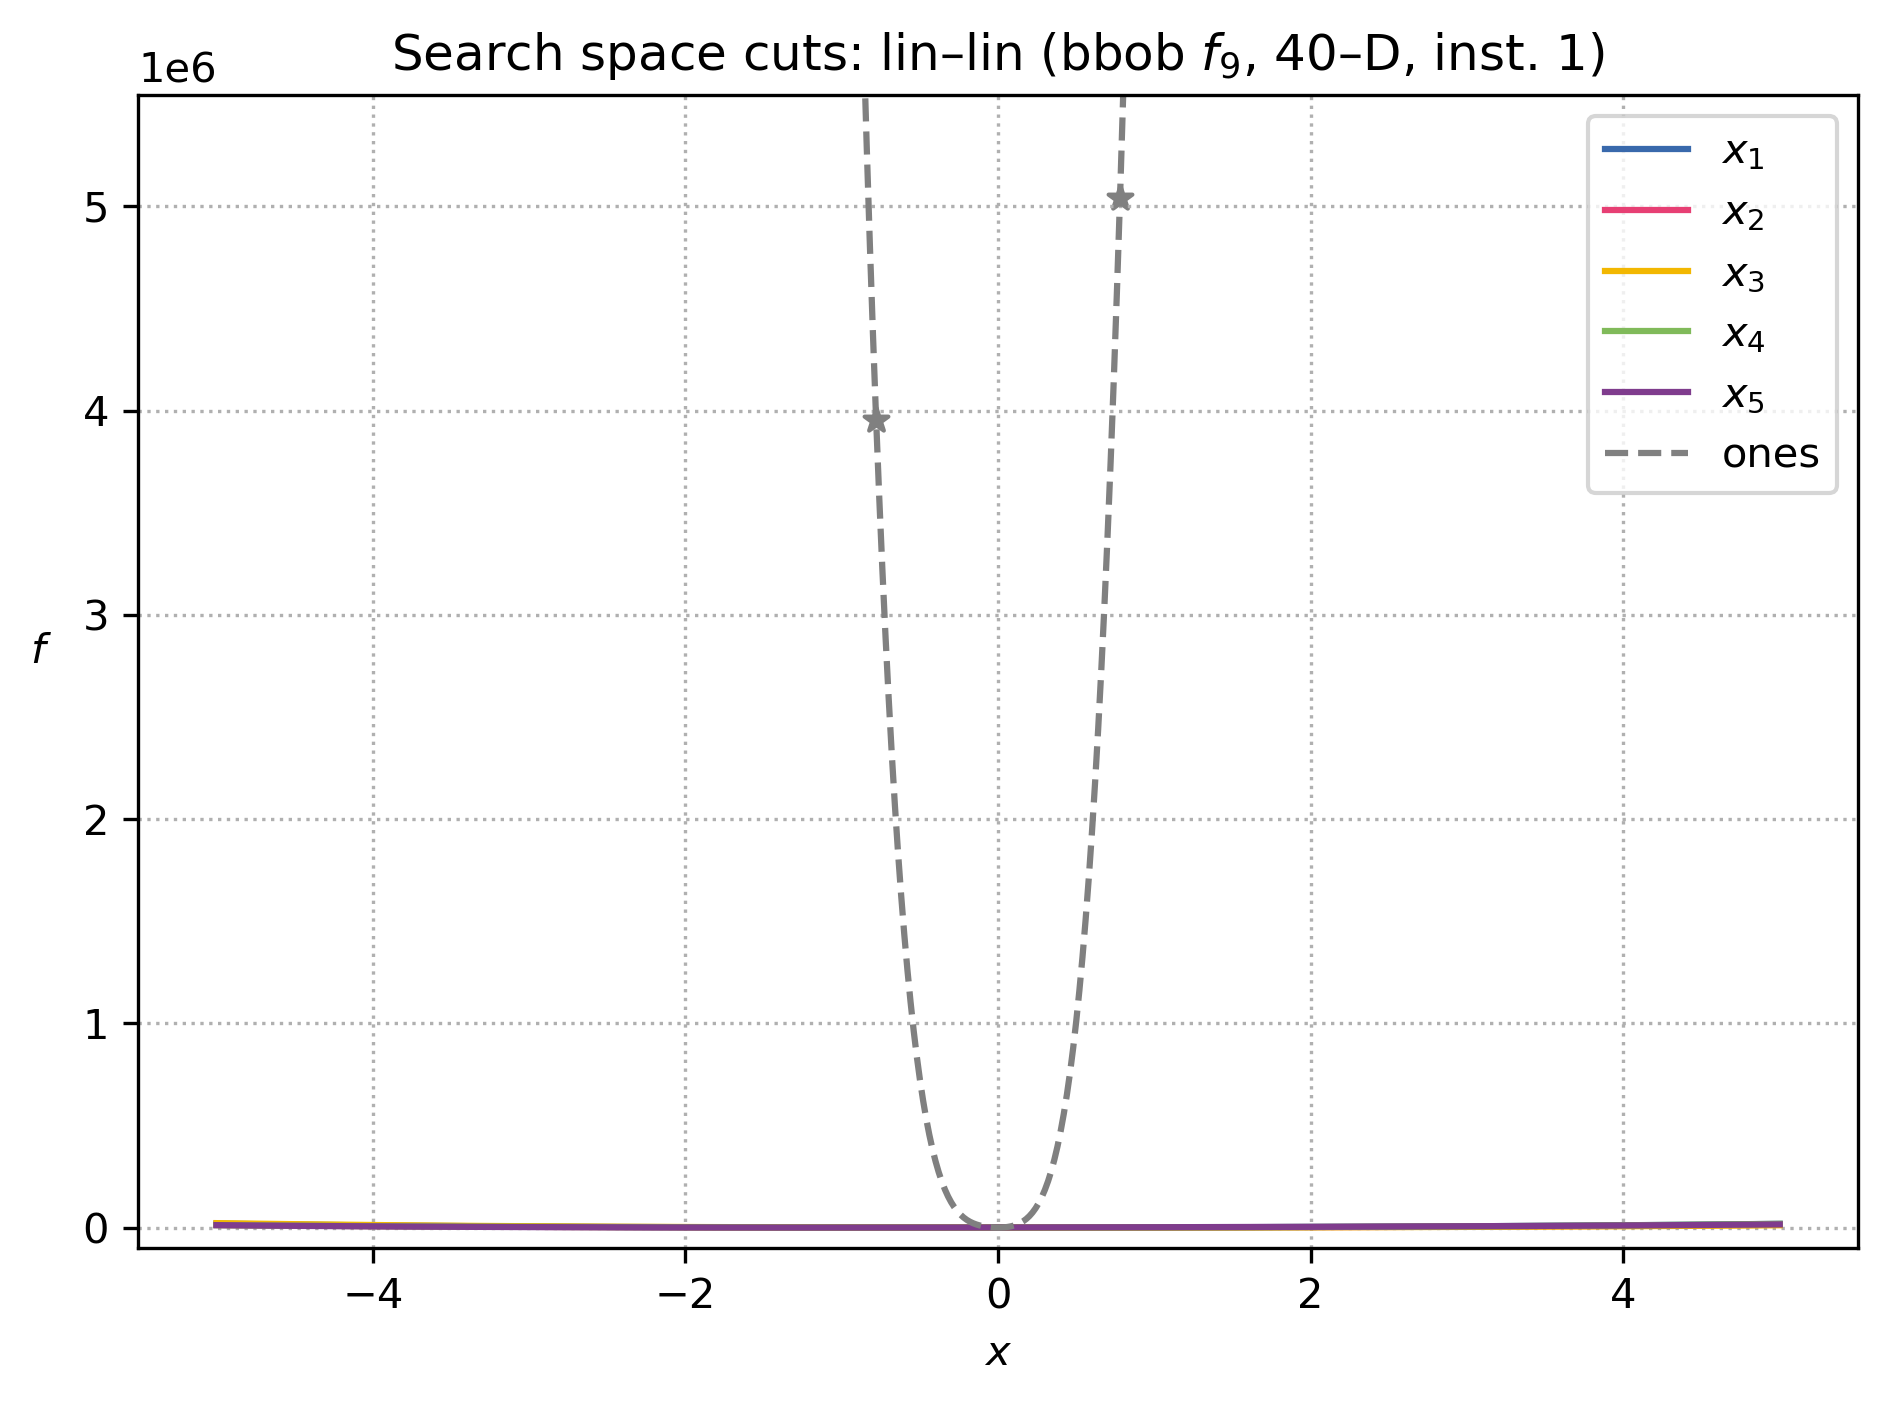 Search space cuts: lin–lin (bbob f₉, 40–D, inst. 1)
1e6
5
4
3
2
1
0
f
−4 −2 0 2 4
x
x₁
x₂
x₃
x₄
x₅
ones